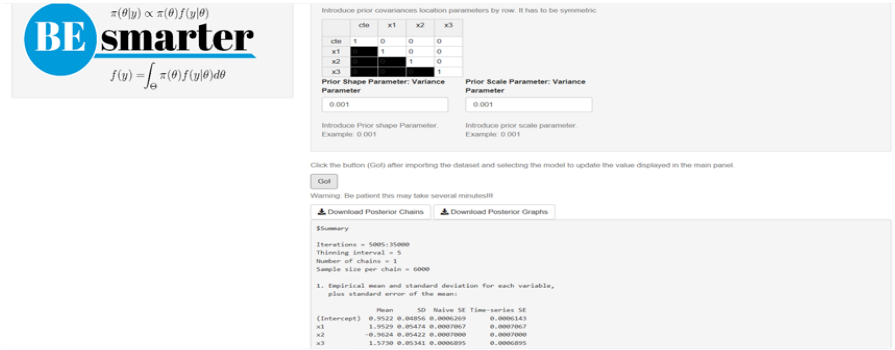 π(θ|y) ∝ π(θ)f(y|θ)
BE smarter
f(y) = ∫Θ π(θ)f(y|θ)dθ
Introduce prior covariances location parameters by row. It has to be symmetric
cte x1 x2 x3
cte 1 0 0 0
x1 1 0 0
x2 1 0
x3 1
Prior Shape Parameter: Variance Parameter
0.001
Introduce Prior shape Parameter. Example: 0.001
Prior Scale Parameter: Variance Parameter
0.001
Introduce prior scale parameter. Example: 0.001
Click the button (Go!) after importing the dataset and selecting the model to update the value displayed in the main panel.
Go!
Warning: Be patient this may take several minutes!!!
Download Posterior Chains Download Posterior Graphs
$Summary
Iterations = 5005:35000
Thinning interval = 5
Number of chains = 1
Sample size per chain = 6000
1. Empirical mean and standard deviation for each variable,
plus standard error of the mean:
Mean SD Naive SE Time-series SE
(Intercept) 0.9522 0.04856 0.0006269 0.0006143
x1 1.9529 0.05474 0.0007067 0.0007067
x2 -0.9624 0.05422 0.0007000 0.0007000
x3 1.5730 0.05341 0.0006895 0.0006895